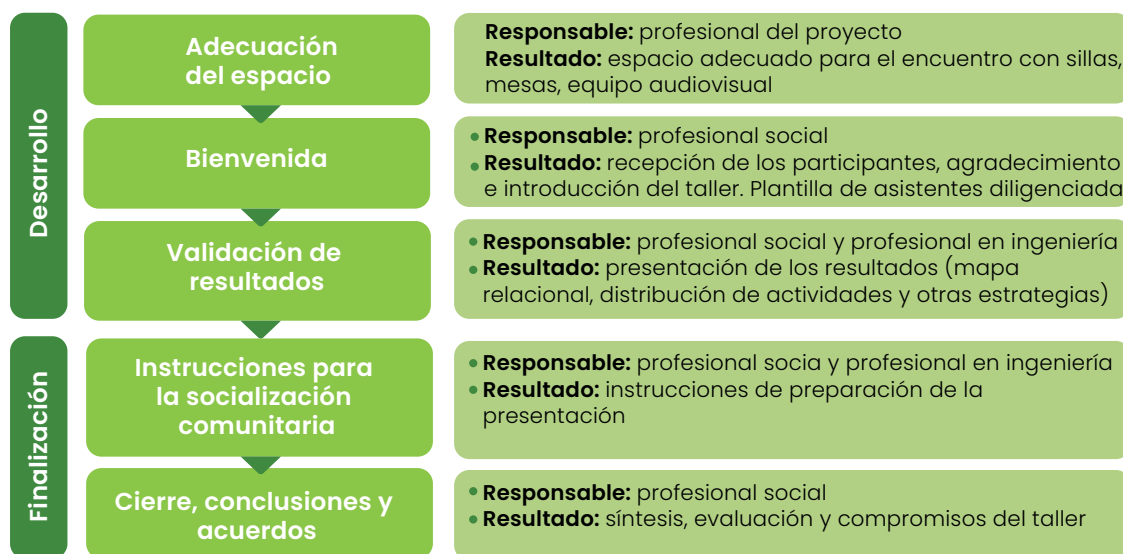 Desarrollo
Adecuación
del espacio
Responsable: profesional del proyecto
Resultado: espacio adecuado para el encuentro con sillas,
mesas, equipo audiovisual
Bienvenida
Responsable: profesional social
Resultado: recepción de los participantes, agradecimiento
e introducción del taller. Plantilla de asistentes diligenciada
Validación de
resultados
Responsable: profesional social y profesional en ingeniería
Resultado: presentación de los resultados (mapa
relacional, distribución de actividades y otras estrategias)
Finalización
Instrucciones para
la socialización
comunitaria
Responsable: profesional socia y profesional en ingeniería
Resultado: instrucciones de preparación de la
presentación
Cierre, conclusiones y
acuerdos
Responsable: profesional social
Resultado: síntesis, evaluación y compromisos del taller